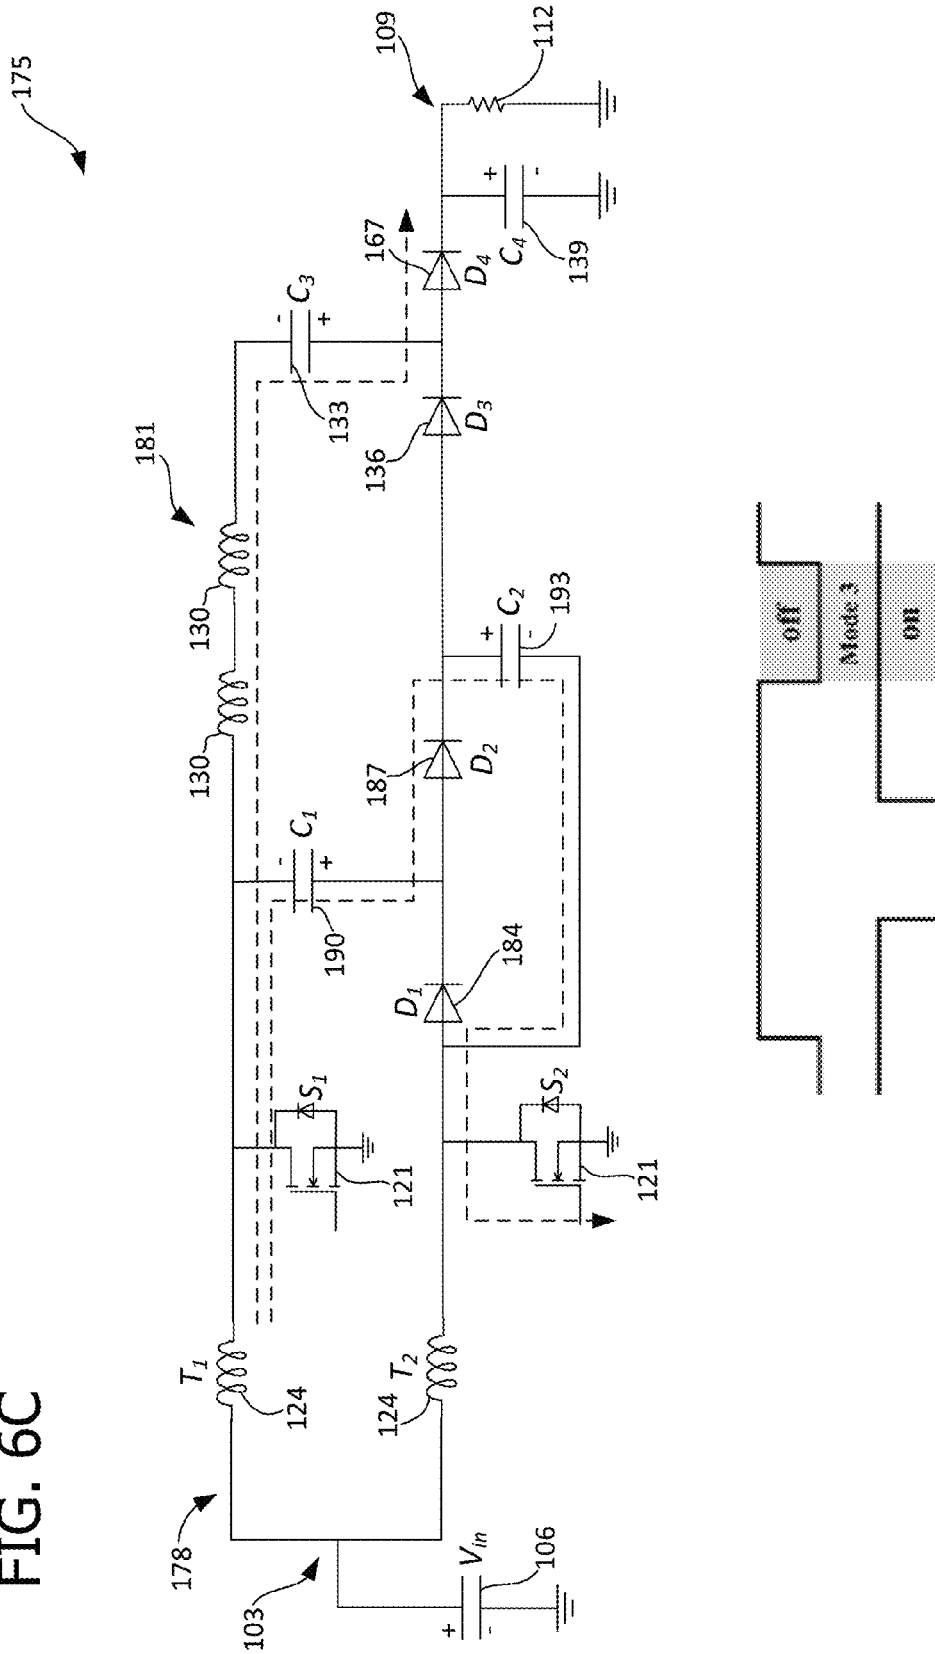 FIG. 6C
175
178
103
106
Vin
+
-
T1
124
T2
124
S1
121
S2
121
D1
184
C1
-
+
190
187
D2
C2
+
-
193
130
130
181
C3
-
+
133
136
D3
167
D4
C4
+
-
139
109
112
off
Mode 3
on